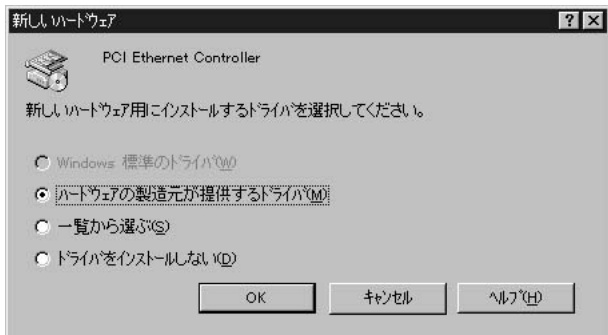 新しいハードウェア
PCI Ethernet Controller
新しいハードウェア用にインストールするドライバを選択してください。
Windows 標準のドライバ(W)
ハードウェアの製造元が提供するドライバ(M)
一覧から選ぶ(S)
ドライバをインストールしない(D)
OK キャンセル ヘルプ(H)